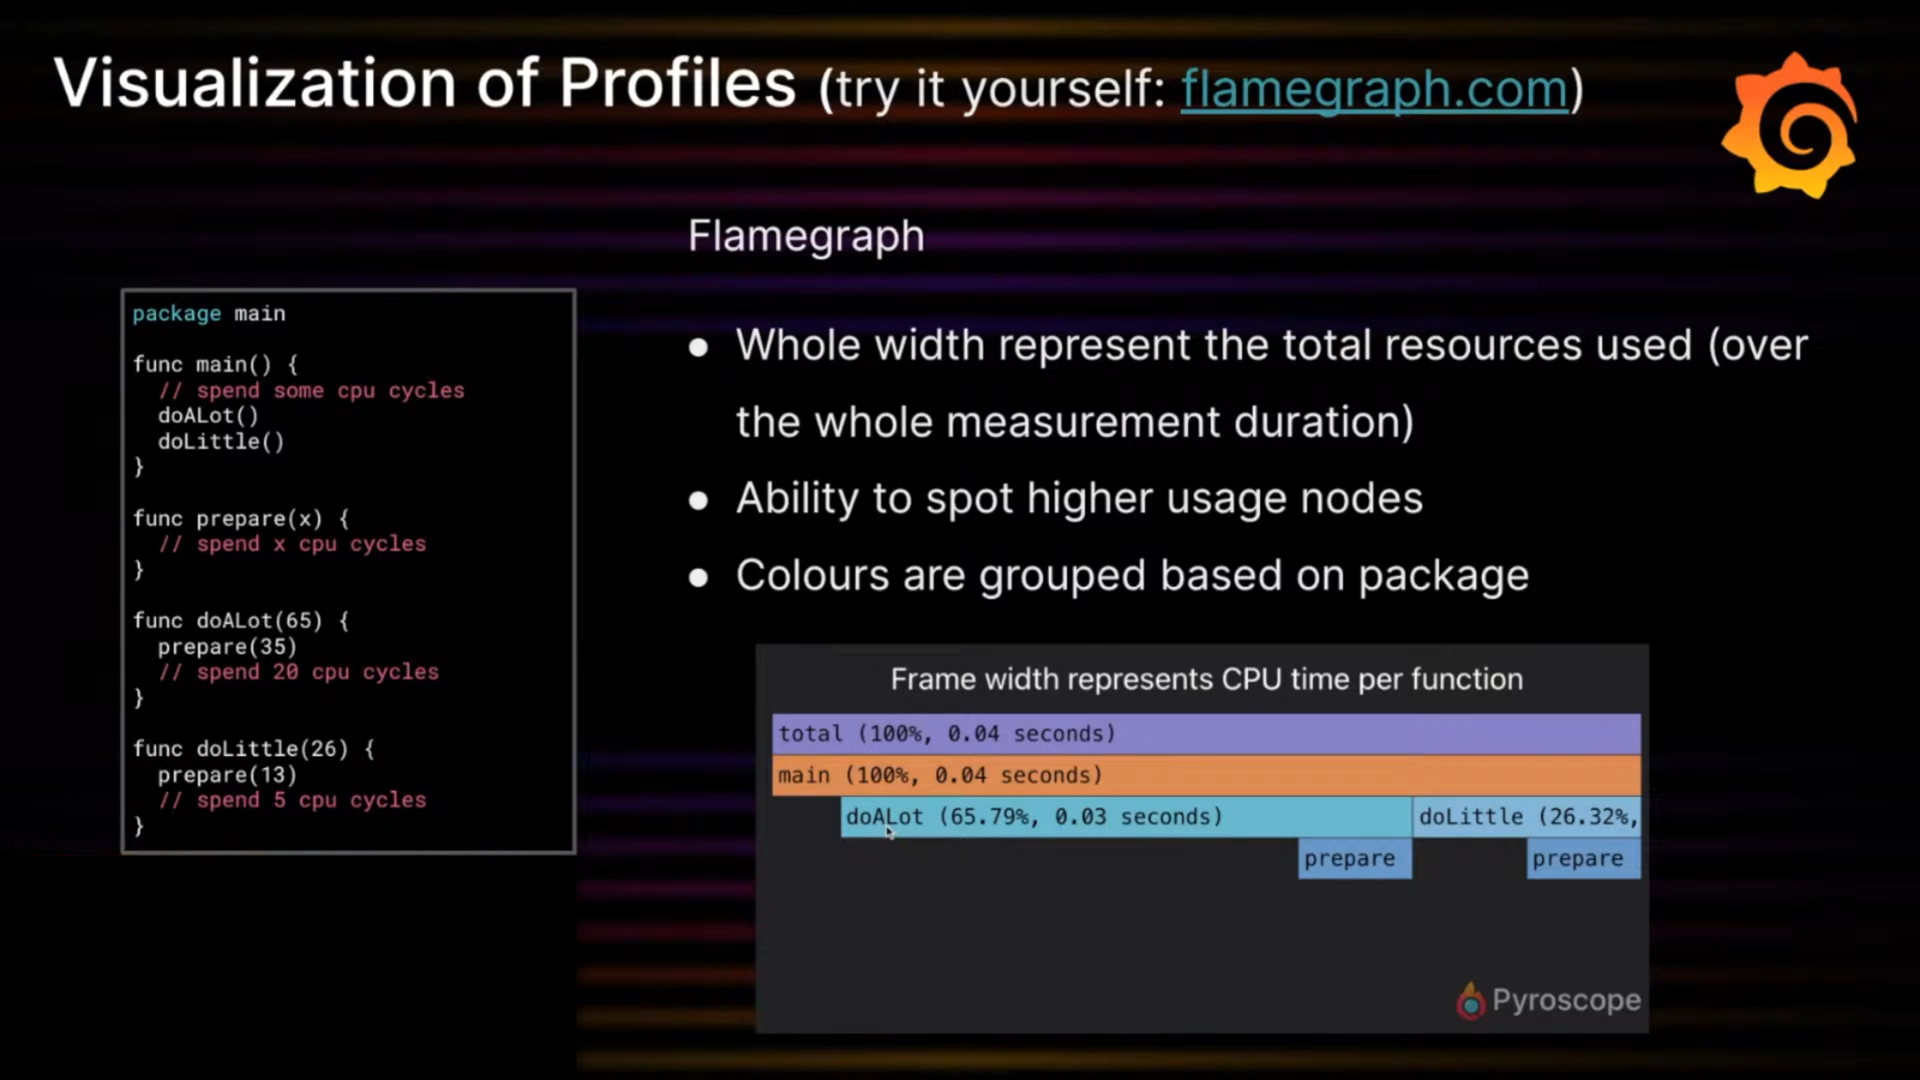 Visualization of Profiles (try it yourself: flamegraph.com)
Flamegraph
package main
func main() {
// spend some cpu cycles
doALot()
doLittle()
}
func prepare(x) {
// spend x cpu cycles
}
func doALot(65) {
prepare(35)
// spend 20 cpu cycles
}
func doLittle(26) {
prepare(13)
// spend 5 cpu cycles
}
● Whole width represent the total resources used (over
the whole measurement duration)
● Ability to spot higher usage nodes
● Colours are grouped based on package
Frame width represents CPU time per function
total (100%, 0.04 seconds)
main (100%, 0.04 seconds)
doALot (65.79%, 0.03 seconds) doLittle (26.32%,
prepare prepare
Pyroscope